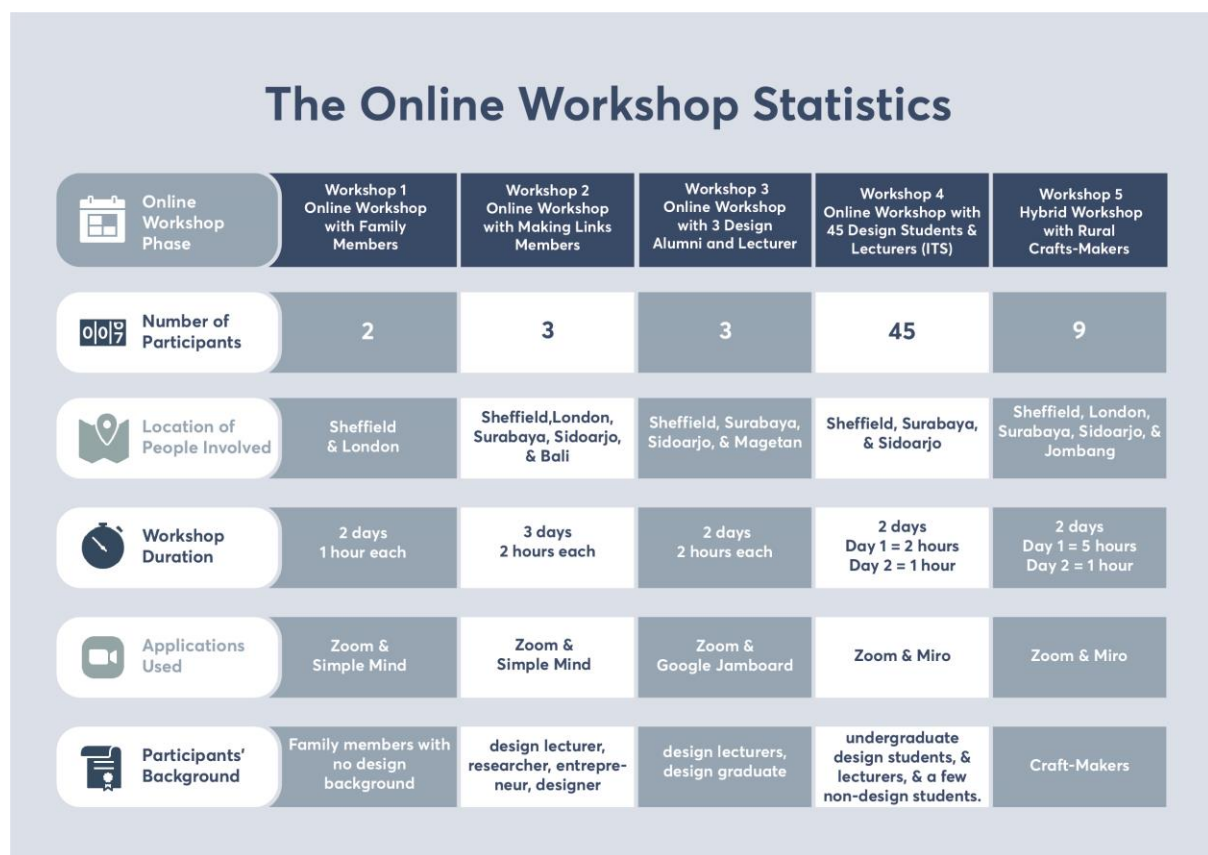 The Online Workshop Statistics
Online
Workshop
Phase
Workshop 1
Online Workshop
with Family
Members
Workshop 2
Online Workshop
with Making Links
Members
Workshop 3
Online Workshop
with 3 Design
Alumni and Lecturer
Workshop 4
Online Workshop with
45 Design Students &
Lecturers (ITS)
Workshop 5
Hybrid Workshop
with Rural
Crafts-Makers
007
Number of
Participants
2
3
3
45
9
Location of
People Involved
Sheffield
& London
Sheffield,London,
Surabaya, Sidoarjo,
& Bali
Sheffield, Surabaya,
Sidoarjo, & Magetan
Sheffield, Surabaya,
& Sidoarjo
Sheffield, London,
Surabaya, Sidoarjo, &
Jombang
Workshop
Duration
2 days
1 hour each
3 days
2 hours each
2 days
2 hours each
2 days
Day 1 = 2 hours
Day 2 = 1 hour
2 days
Day 1 = 5 hours
Day 2 = 1 hour
Applications
Used
Zoom &
Simple Mind
Zoom &
Simple Mind
Zoom &
Google Jamboard
Zoom & Miro
Zoom & Miro
Participants'
Background
Family members with
no design
background
design lecturer,
researcher, entrepre-
neur, designer
design lecturers,
design graduate
undergraduate
design students, &
lecturers, & a few
non-design students.
Craft-Makers